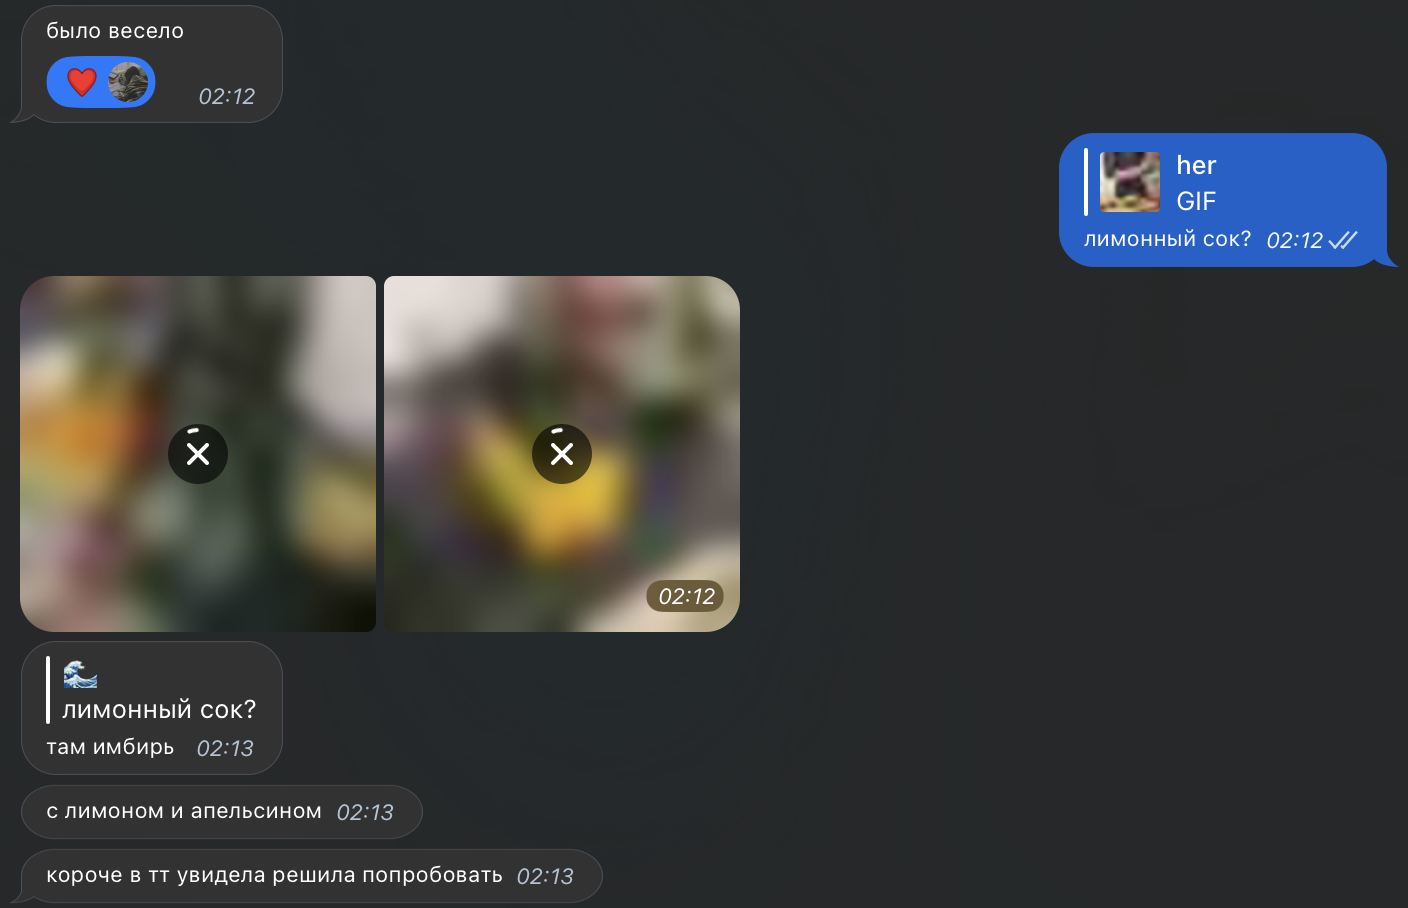 было весело
02:12
her
GIF
лимонный сок? 02:12
02:12
лимонный сок?
там имбирь 02:13
с лимоном и апельсином 02:13
короче в тт увидела решила попробовать 02:13